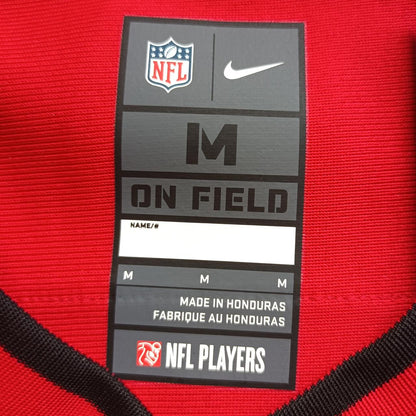 NFL
M
ON FIELD
NAME/#
M M M
MADE IN HONDURAS
FABRIQUE AU HONDURAS
NFL PLAYERS